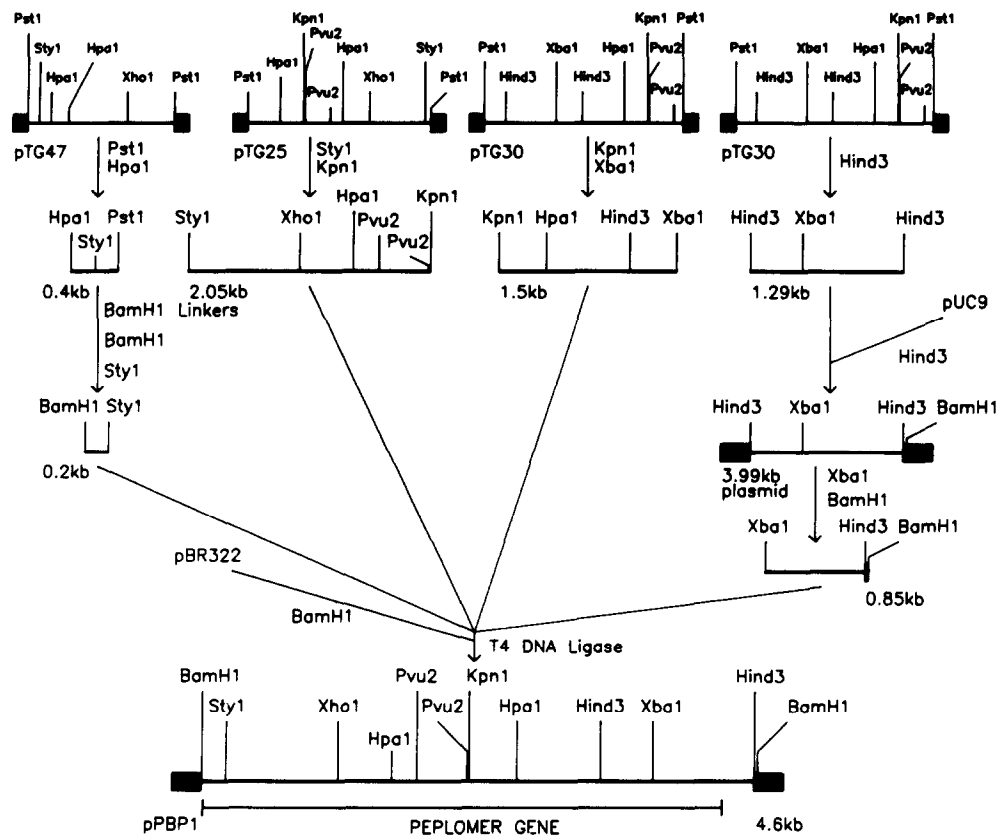 Pst1
Sty1
Hpa1
Hpa1
Xho1
Pst1
pTG47
Pst1
Hpa1
Kpn1
Pvu2
Pst1
Hpa1
Pvu2
Hpa1
Xho1
Sty1
Pst1
pTG25
Sty1
Kpn1
Pst1
Hind3
Xba1
Hind3
Hpa1
Kpn1
Pvu2
Pvu2
Pst1
pTG30
Kpn1
Xba1
Pst1
Hind3
Xba1
Hind3
Hpa1
Kpn1
Pvu2
Pvu2
Pst1
pTG30
Hind3
Hpa1
Sty1
Pst1
0.4kb
Sty1
Xho1
Hpa1
Pvu2
Pvu2
Kpn1
2.05kb
Kpn1
Hpa1
Hind3
Xba1
1.5kb
Hind3
Xba1
Hind3
1.29kb
BamH1 Linkers
BamH1
Sty1
pUC9
Hind3
BamH1 Sty1
0.2kb
Hind3
Xba1
Hind3 BamH1
3.99kb
plasmid
Xba1
BamH1
Xba1
Hind3 BamH1
0.85kb
pBR322
BamH1
T4 DNA Ligase
BamH1
Sty1
Xho1
Hpa1
Pvu2
Pvu2
Kpn1
Hpa1
Hind3
Xba1
Hind3
BamH1
pPBP1
PEPLOMER GENE
4.6kb